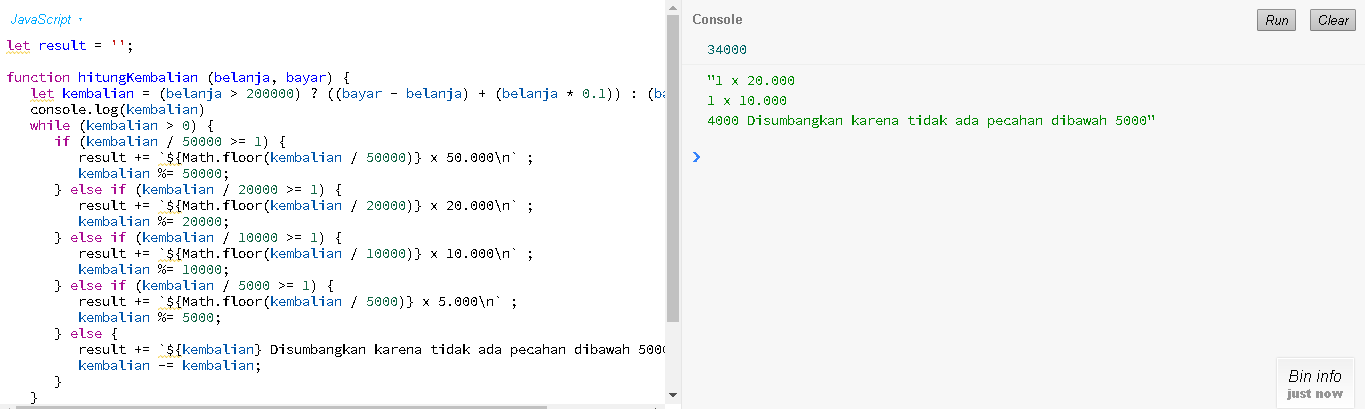 JavaScript
let result = '';
function hitungKembalian (belanja, bayar) {
let kembalian = (belanja > 200000) ? ((bayar - belanja) + (belanja * 0.1)) : (ba
console.log(kembalian)
while (kembalian > 0) {
if (kembalian / 50000 >= 1) {
result += `${Math.floor(kembalian / 50000)} x 50.000\n` ;
kembalian %= 50000;
} else if (kembalian / 20000 >= 1) {
result += `${Math.floor(kembalian / 20000)} x 20.000\n` ;
kembalian %= 20000;
} else if (kembalian / 10000 >= 1) {
result += `${Math.floor(kembalian / 10000)} x 10.000\n` ;
kembalian %= 10000;
} else if (kembalian / 5000 >= 1) {
result += `${Math.floor(kembalian / 5000)} x 5.000\n` ;
kembalian %= 5000;
} else {
result += `${kembalian} Disumbangkan karena tidak ada pecahan dibawah 5000
kembalian -= kembalian;
}
}
Console
Run
Clear
34000
"1 x 20.000
1 x 10.000
4000 Disumbangkan karena tidak ada pecahan dibawah 5000"
Bin info
just now